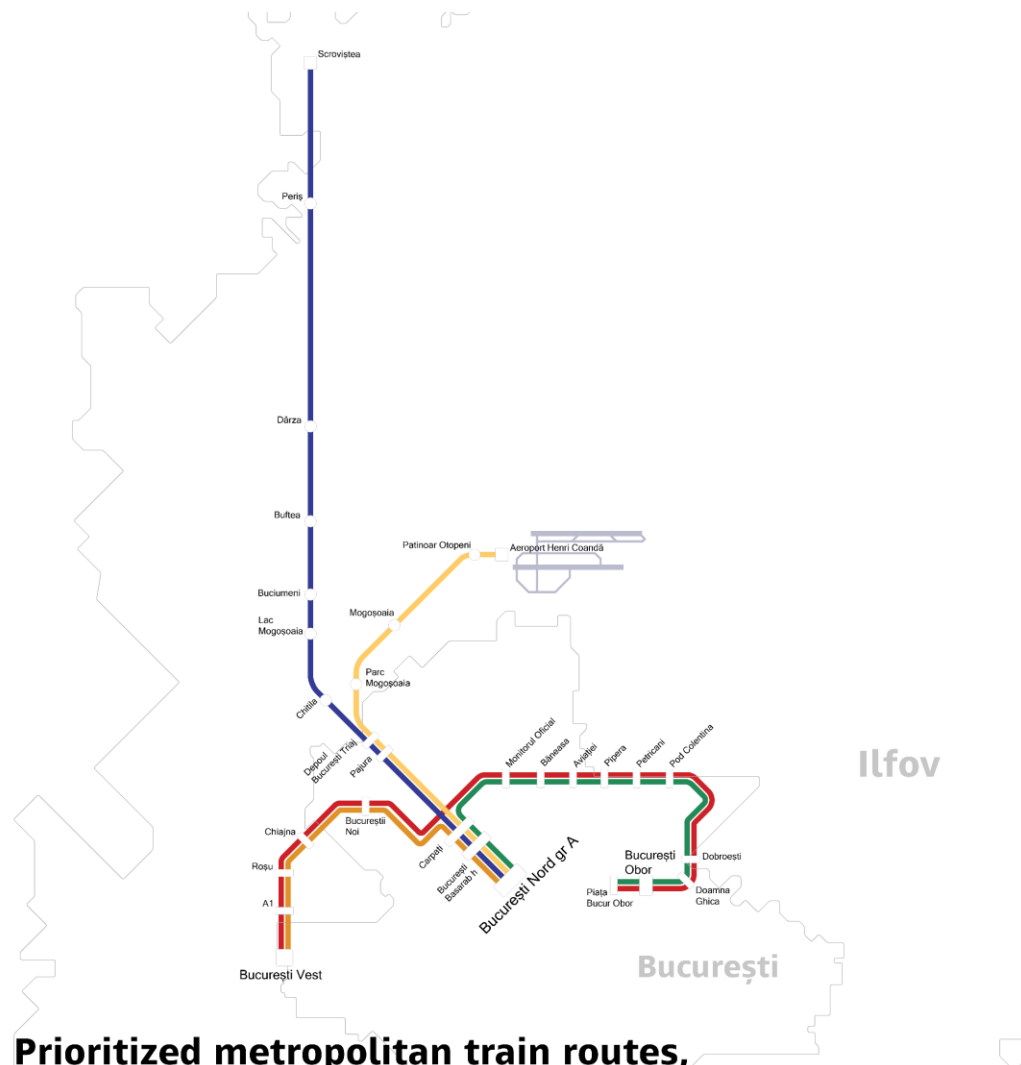 Scroviștea
Periș
Dârza
Buftea
Patinoar Otopeni
Aeroport Henri Coandă
Buciumeni
Mogoșoaia
Lac
Mogoșoaia
Parc
Mogoșoaia
Chitila
Depoul
București Triaj
Pajura
Monitorul Oficial
Băneasa
Aviației
Pipera
Petricani
Pod Colentina
Ilfov
Chiajna
Bucureștii
Noi
Carpați
București
Basarab h
București Nord gr A
Roșu
A1
București Vest
București
Obor
Dobroești
Piața
Bucur Obor
Doamna
Ghica
București
Prioritized metropolitan train routes,